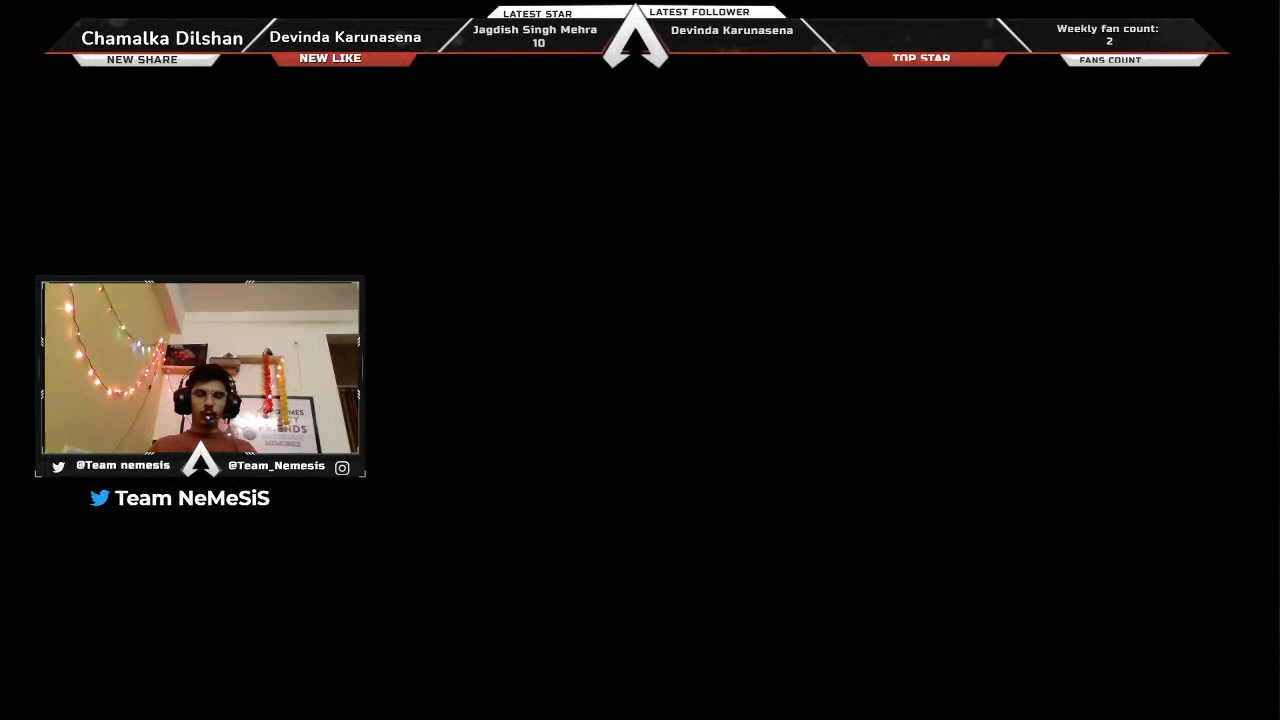 LATEST STAR
LATEST FOLLOWER
Chamalka Dilshan
Devinda Karunasena
Jagdish Singh Mehra
10
Devinda Karunasena
Weekly fan count:
2
NEW SHARE
NEW LIKE
TOP STAR
FANS COUNT
@Team nemesis
@Team_Nemesis
Team NeMeSiS